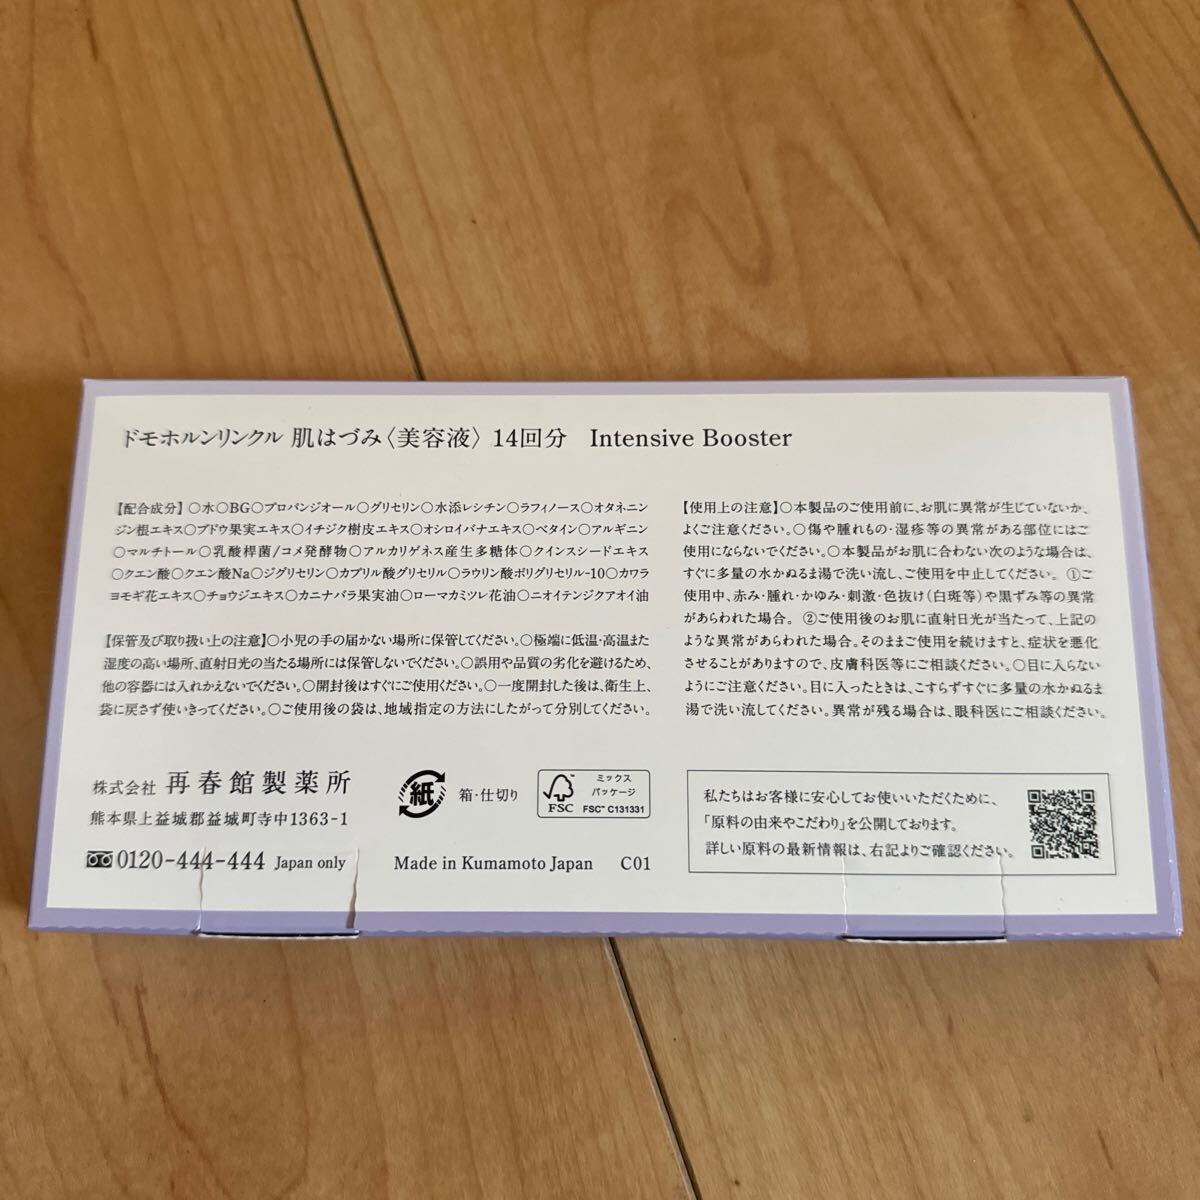 ドモホルンリンクル 肌はづみ〈美容液〉 14回分 Intensive Booster
【配合成分】○水○BG○プロパンジオール○グリセリン○水添レシチン○ラフィノース○オタネニン
ジン根エキス○ブドウ果実エキス○イチジク樹皮エキス○オシロイバナエキス○ベタイン○アルギニン
○マルチトール○乳酸桿菌/コメ発酵物○アルカリゲネス産生多糖体○クインスシードエキス
○クエン酸○クエン酸Na○ジグリセリン○カプリル酸グリセリル○ラウリン酸ポリグリセリル-10○カワラ
ヨモギ花エキス○チョウジエキス○カニナバラ果実油○ローマカミツレ花油○ニオイテンジクアオイ油
【保管及び取り扱い上の注意】○小児の手の届かない場所に保管してください。○極端に低温・高温また
湿度の高い場所、直射日光の当たる場所には保管しないでください。○誤用や品質の劣化を避けるため、
他の容器には入れかえないでください。○開封後はすぐにご使用ください。○一度開封した後は、衛生上、
袋に戻さず使いきってください。○ご使用後の袋は、地域指定の方法にしたがって分別してください。
【使用上の注意】○本製品のご使用前に、お肌に異常が生じていないか、
よくご注意ください。○傷や腫れもの・湿疹等の異常がある部位にはご
使用にならないでください。○本製品がお肌に合わない次のような場合は、
すぐに多量の水かぬるま湯で洗い流し、ご使用を中止してください。 ①ご
使用中、赤み・腫れ・かゆみ・刺激・色抜け(白斑等)や黒ずみ等の異常
があらわれた場合。 ②ご使用後のお肌に直射日光が当たって、上記の
ような異常があらわれた場合。そのままご使用を続けますと、症状を悪化
させることがありますので、皮膚科医等にご相談ください。○目に入らない
ようにご注意ください。目に入ったときは、こすらずすぐに多量の水かぬるま
湯で洗い流してください。異常が残る場合は、眼科医にご相談ください。
株式会社 再春館製薬所
熊本県上益城郡益城町寺中1363-1
0120-444-444 Japan only
紙 箱・仕切り
FSC
ミックス
パッケージ
FSC™ C131331
Made in Kumamoto Japan C01
私たちはお客様に安心してお使いいただくために、
「原料の由来やこだわり」を公開しております。
詳しい原料の最新情報は、右記よりご確認ください。